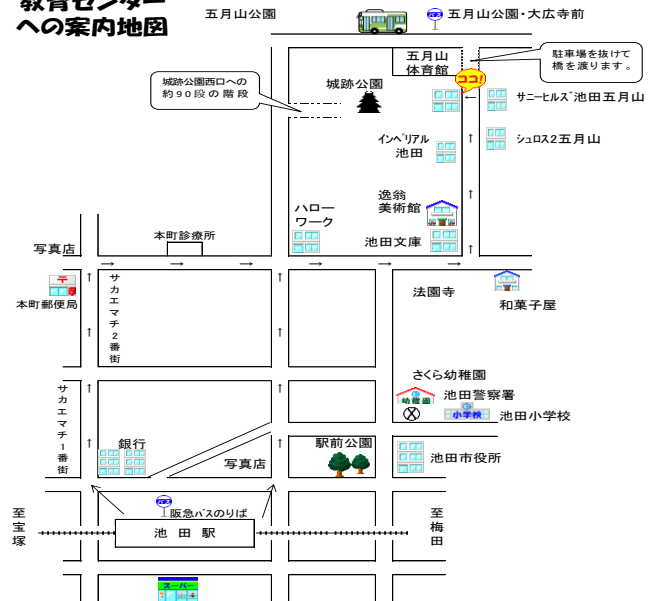 教育センター
への案内地図
五月山公園
バス
五月山公園・大広寺前
五月山
体育館
駐車場を抜けて
橋を渡ります。
ココ!
城跡公園西口への
約９０段の階段
城跡公園
サニーヒルズ池田五月山
インペリアル
池田
シュロス2五月山
逸翁
美術館
ハロー
ワーク
池田文庫
本町診療所
写真店
〒
本町郵便局
サカエマチ2番街
法園寺
和菓子屋
さくら幼稚園
幼稚園
池田警察署
小学校
池田小学校
サカエマチ1番街
銀行
写真店
駅前公園
池田市役所
バス
阪急バスのりば
至宝塚
池田駅
至梅田
スーパー